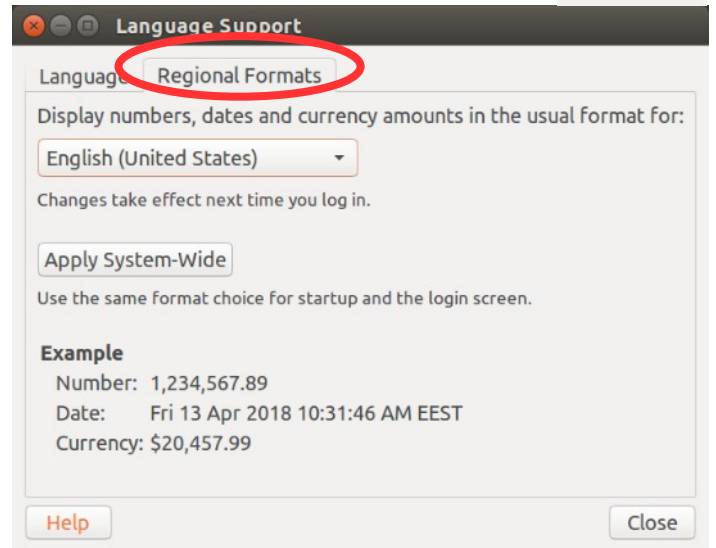 Language Support
Language Regional Formats
Display numbers, dates and currency amounts in the usual format for:
English (United States)
Changes take effect next time you log in.
Apply System-Wide
Use the same format choice for startup and the login screen.
Example
Number: 1,234,567.89
Date: Fri 13 Apr 2018 10:31:46 AM EEST
Currency: $20,457.99
Help Close